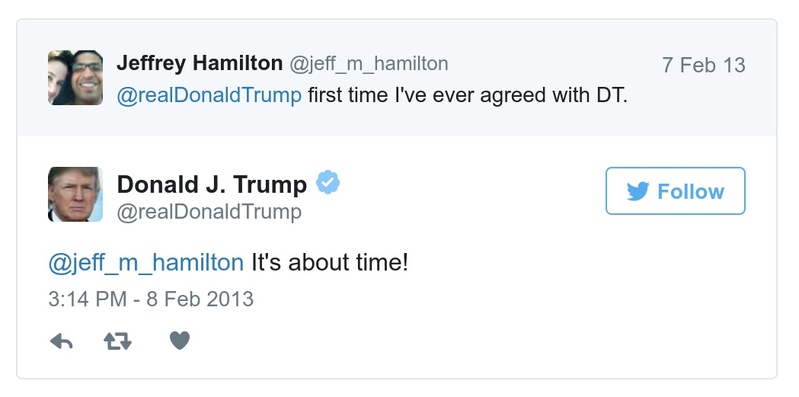 Jeffrey Hamilton @jeff_m_hamilton 7 Feb 13
@realDonaldTrump first time I've ever agreed with DT.
Donald J. Trump
@realDonaldTrump
Follow
@jeff_m_hamilton It's about time!
3:14 PM - 8 Feb 2013